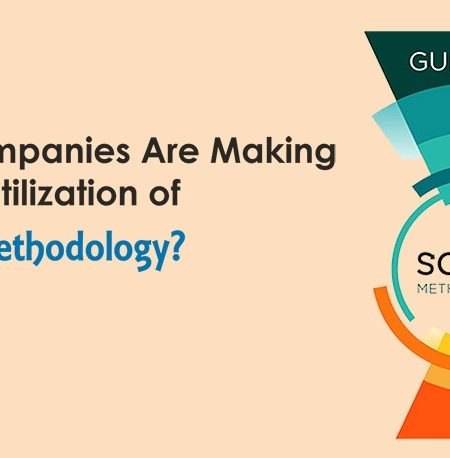 mpanies Are Making
tilization of
ethodology?
GU
SC
METH